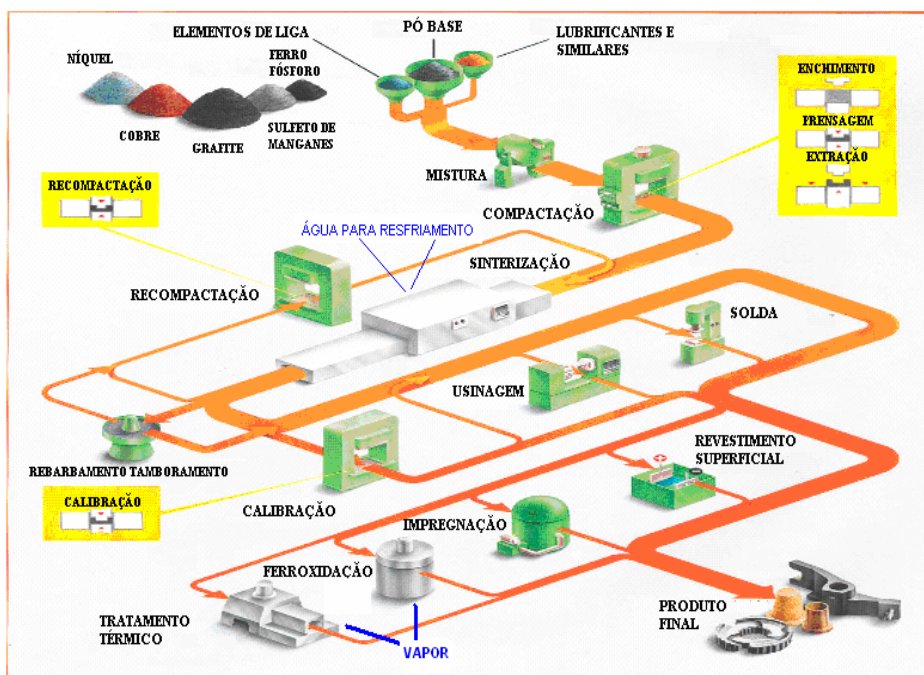 ELEMENTOS DE LIGA
PÓ BASE
LUBRIFICANTES E
SIMILARES
NÍQUEL
FERRO
FÓSFORO
COBRE
GRAFITE
SULFETO DE
MANGANES
ENCHIMENTO
PRENSAGEM
EXTRAÇÃO
MISTURA
COMPACTAÇÃO
RECOMPACTAÇÃO
ÁGUA PARA RESFRIAMENTO
SINTERIZAÇÃO
RECOMPACTAÇÃO
SOLDA
USINAGEM
REBARBAMENTO TAMBORAMENTO
REVESTIMENTO
SUPERFICIAL
CALIBRAÇÃO
CALIBRAÇÃO
IMPREGNAÇÃO
FERROXIDAÇÃO
TRATAMENTO
TÉRMICO
VAPOR
PRODUTO
FINAL